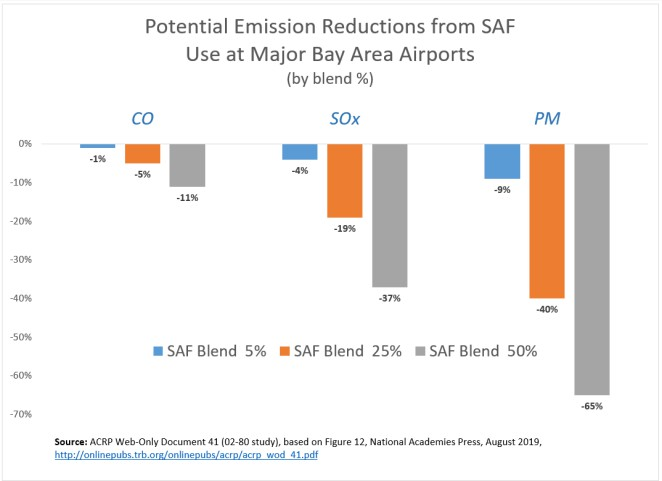 Potential Emission Reductions from SAF
Use at Major Bay Area Airports
(by blend %)
CO SOx PM
0%
-10%
-20%
-30%
-40%
-50%
-60%
-70%
-1% -5% -11%
-4% -19% -37%
-9% -40% -65%
SAF Blend 5% SAF Blend 25% SAF Blend 50%
Source: ACRP Web-Only Document 41 (02-80 study), based on Figure 12, National Academies Press, August 2019,
http://onlinepubs.trb.org/onlinepubs/acrp/acrp_wod_41.pdf